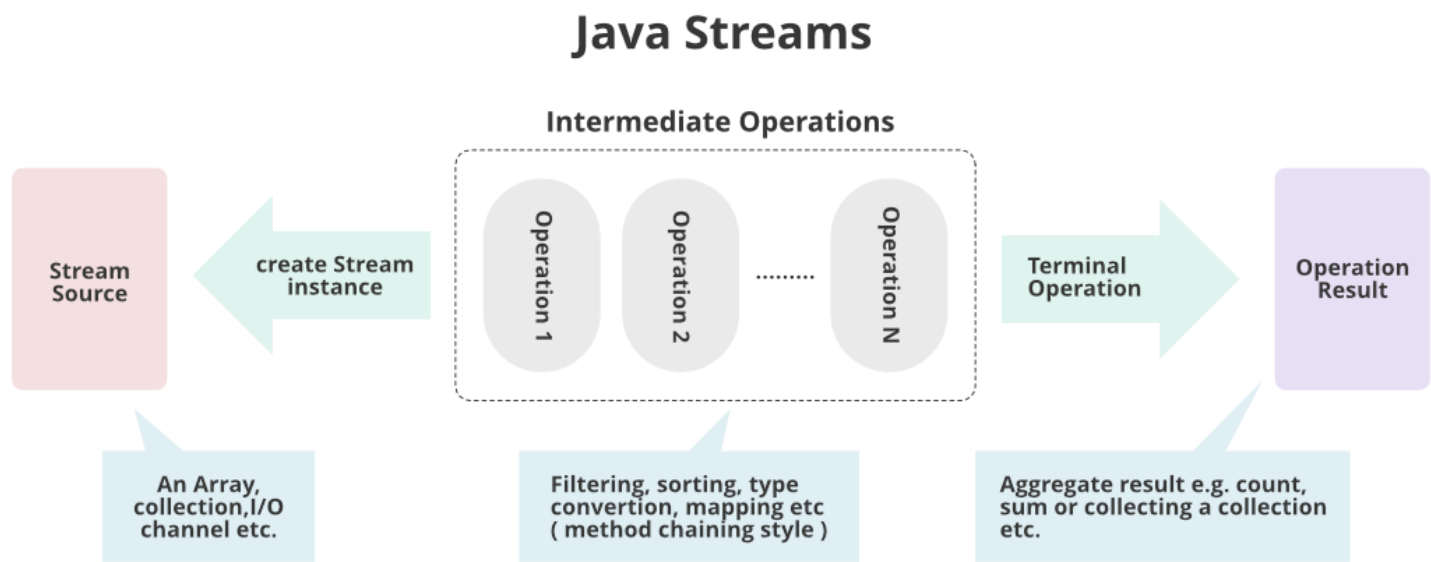 Java Streams
Intermediate Operations
Stream
Source
create Stream
instance
Operation 1
Operation 2
.........
Operation N
Terminal
Operation
Operation
Result
An Array,
collection,I/O
channel etc.
Filtering, sorting, type
convertion, mapping etc
( method chaining style )
Aggregate result e.g. count,
sum or collecting a collection
etc.